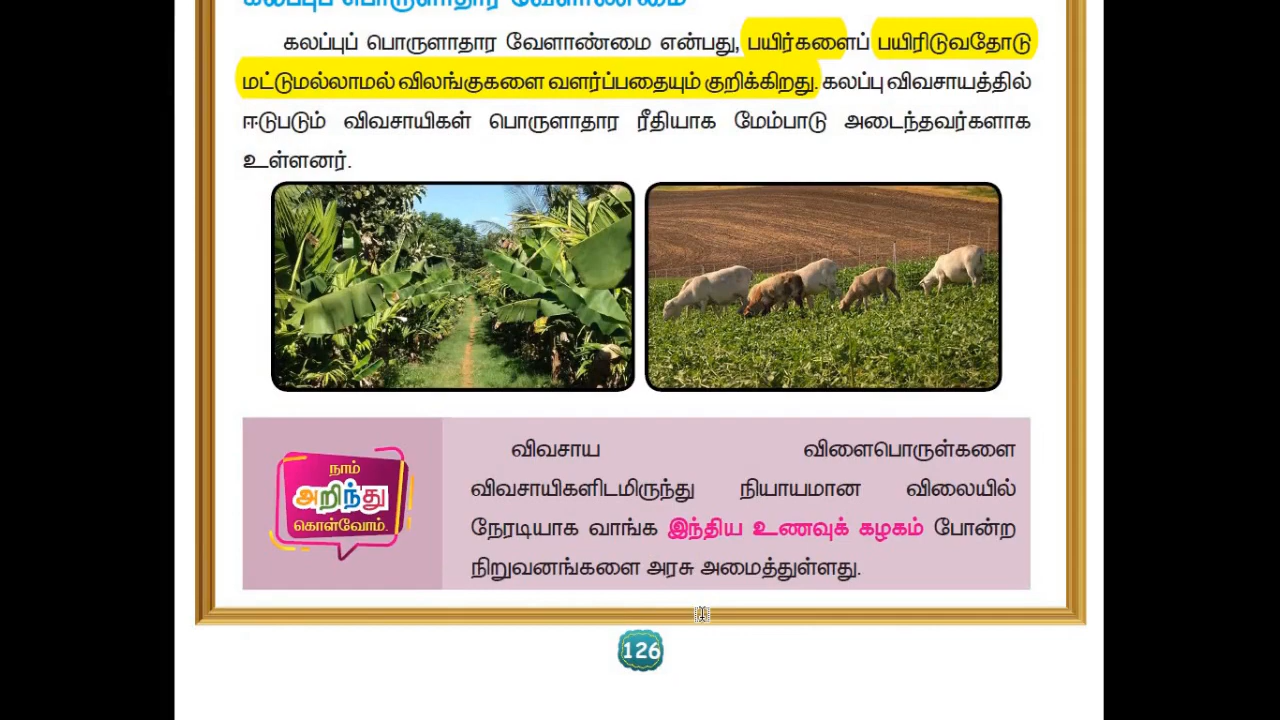 கலப்புப் பொருளாதார வேளாண்மை
கலப்புப் பொருளாதார வேளாண்மை என்பது, பயிர்களைப் பயிரிடுவதோடு
மட்டுமல்லாமல் விலங்குகளை வளர்ப்பதையும் குறிக்கிறது. கலப்பு விவசாயத்தில்
ஈடுபடும் விவசாயிகள் பொருளாதார ரீதியாக மேம்பாடு அடைந்தவர்களாக
உள்ளனர்.
நாம்
அறிந்து
கொள்வோம்.
விவசாய விளைபொருள்களை
விவசாயிகளிடமிருந்து நியாயமான விலையில்
நேரடியாக வாங்க இந்திய உணவுக் கழகம் போன்ற
நிறுவனங்களை அரசு அமைத்துள்ளது.
126